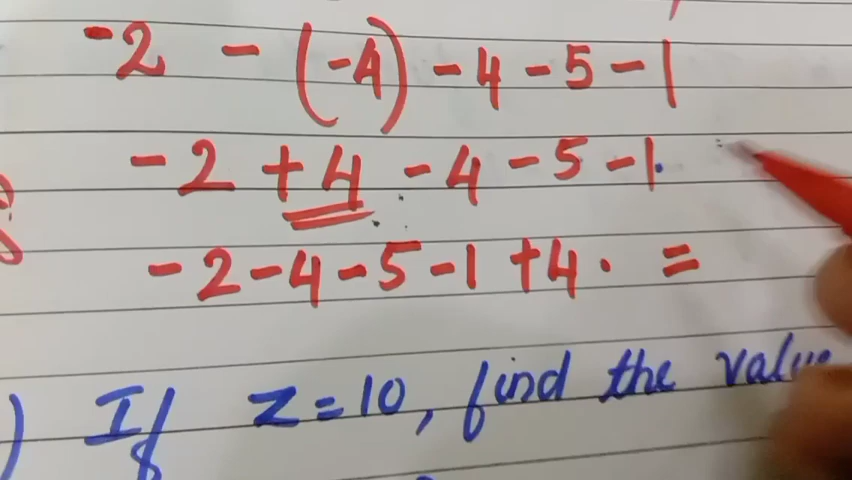 -2 - (-4) - 4 - 5 - 1
-2 +4 - 4 - 5 - 1.
-2 - 4 - 5 - 1 + 4. =
) If z = 10, find the value